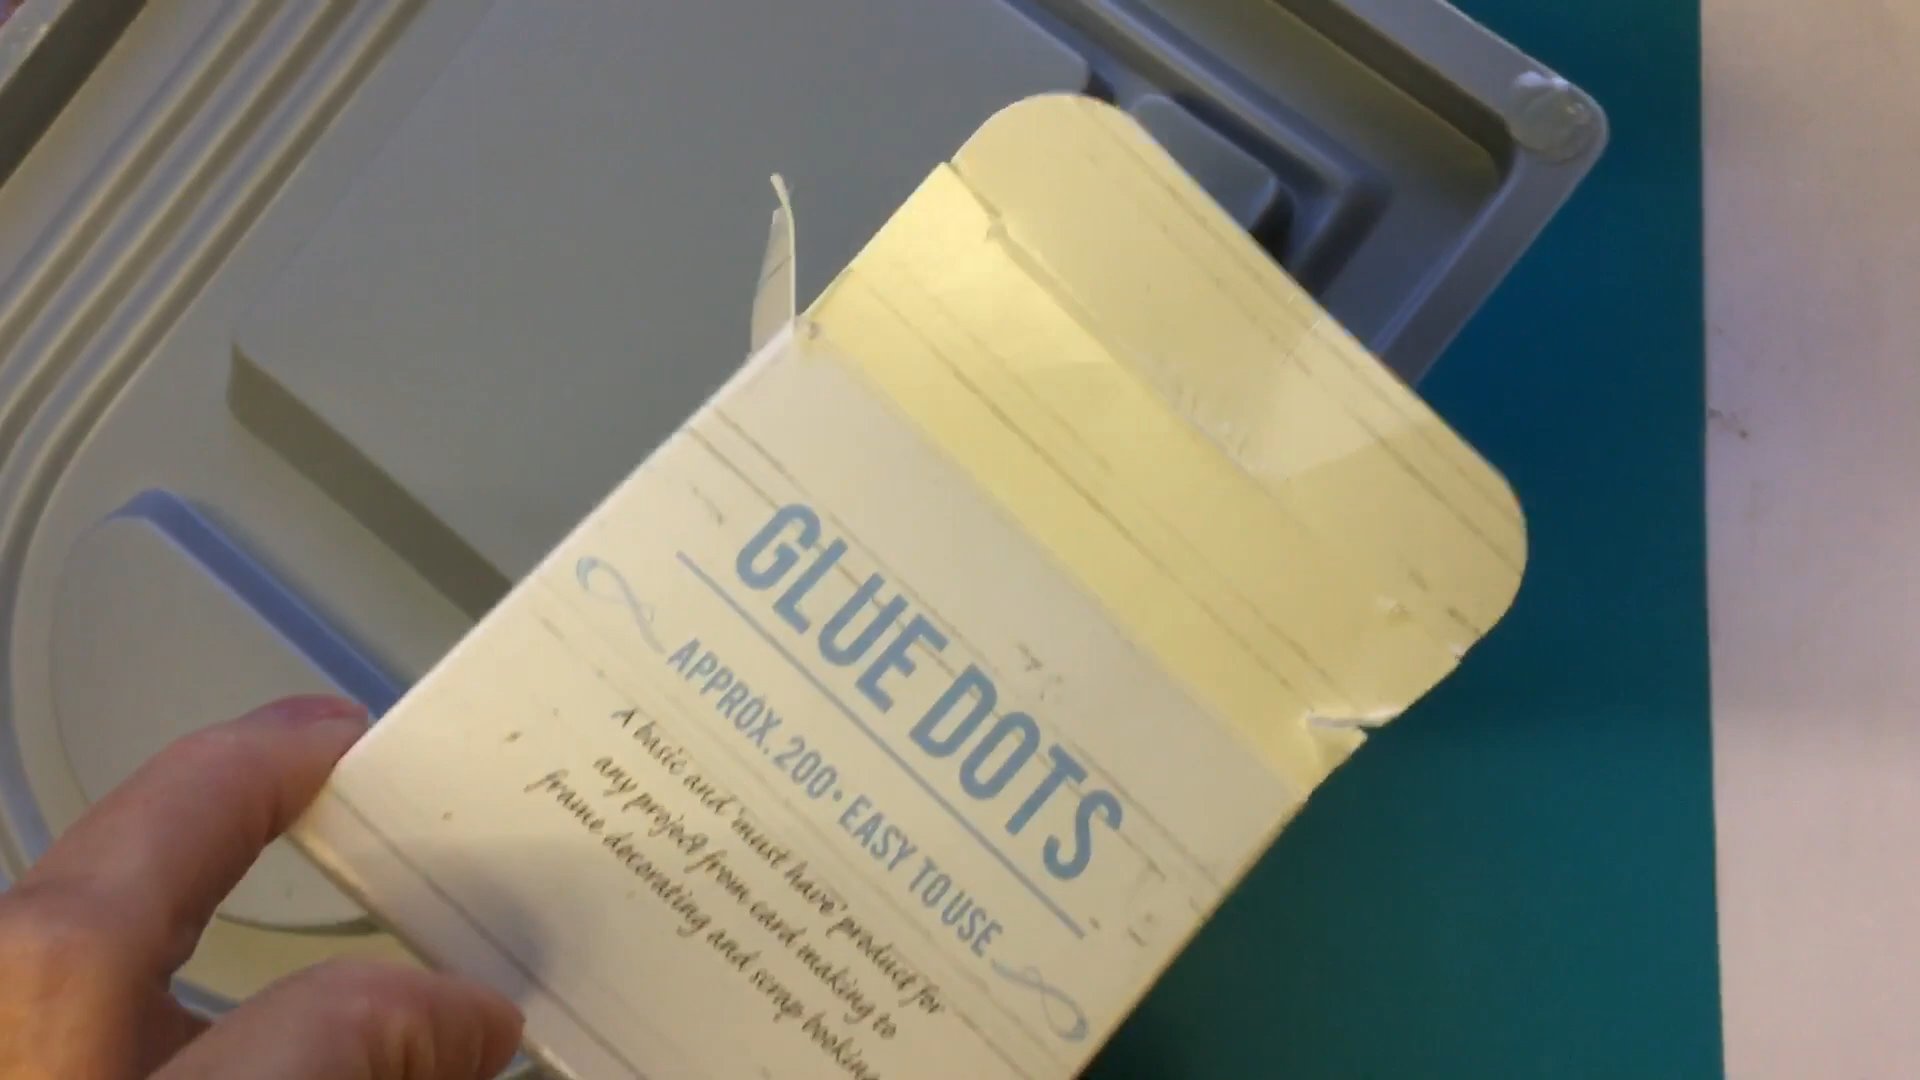 GLUE DOTS
APPROX. 200 • EASY TO USE
A basic and 'must have' product for
any project from card making to
frame decorating and scrap booking